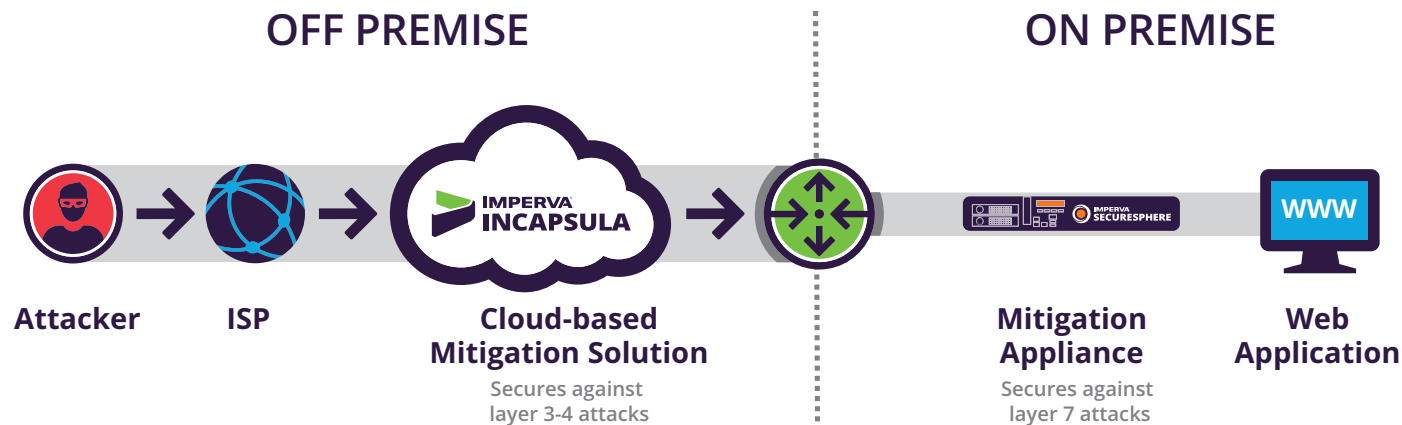 OFF PREMISE
ON PREMISE
IMPERVA
INCAPSULA
IMPERVA
SECURESPHERE
WWW
Attacker
ISP
Cloud-based
Mitigation Solution
Secures against
layer 3-4 attacks
Mitigation
Appliance
Secures against
layer 7 attacks
Web
Application